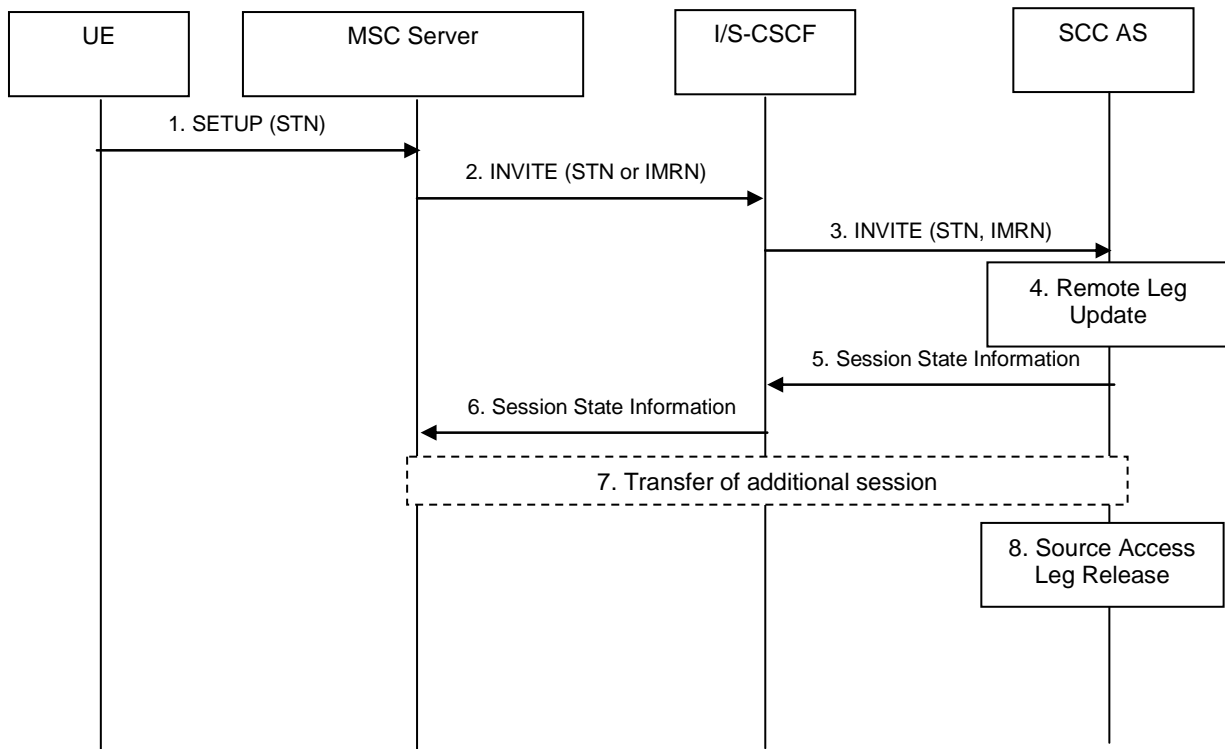 UE
MSC Server
I/S-CSCF
SCC AS
1. SETUP (STN)
2. INVITE (STN or IMRN)
3. INVITE (STN, IMRN)
4. Remote Leg
Update
5. Session State Information
6. Session State Information
7. Transfer of additional session
8. Source Access
Leg Release